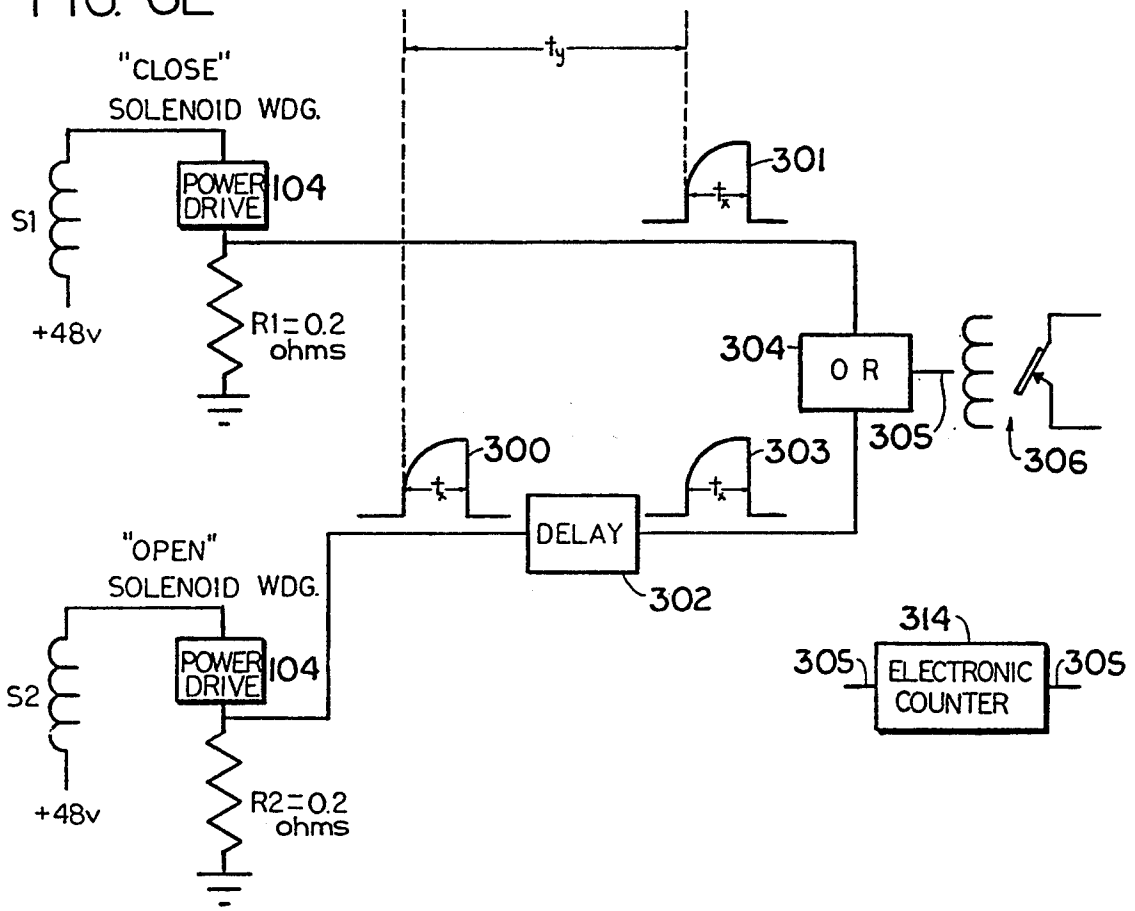 FIG. 6E
ty
"CLOSE"
SOLENOID WDG.
301
POWER
DRIVE
104
tx
S1
+48v
R1=0.2
ohms
304
OR
305
306
300
303
tx
tx
DELAY
"OPEN"
SOLENOID WDG.
302
314
POWER
DRIVE
104
305
ELECTRONIC
COUNTER
305
S2
R2=0.2
ohms
+48v